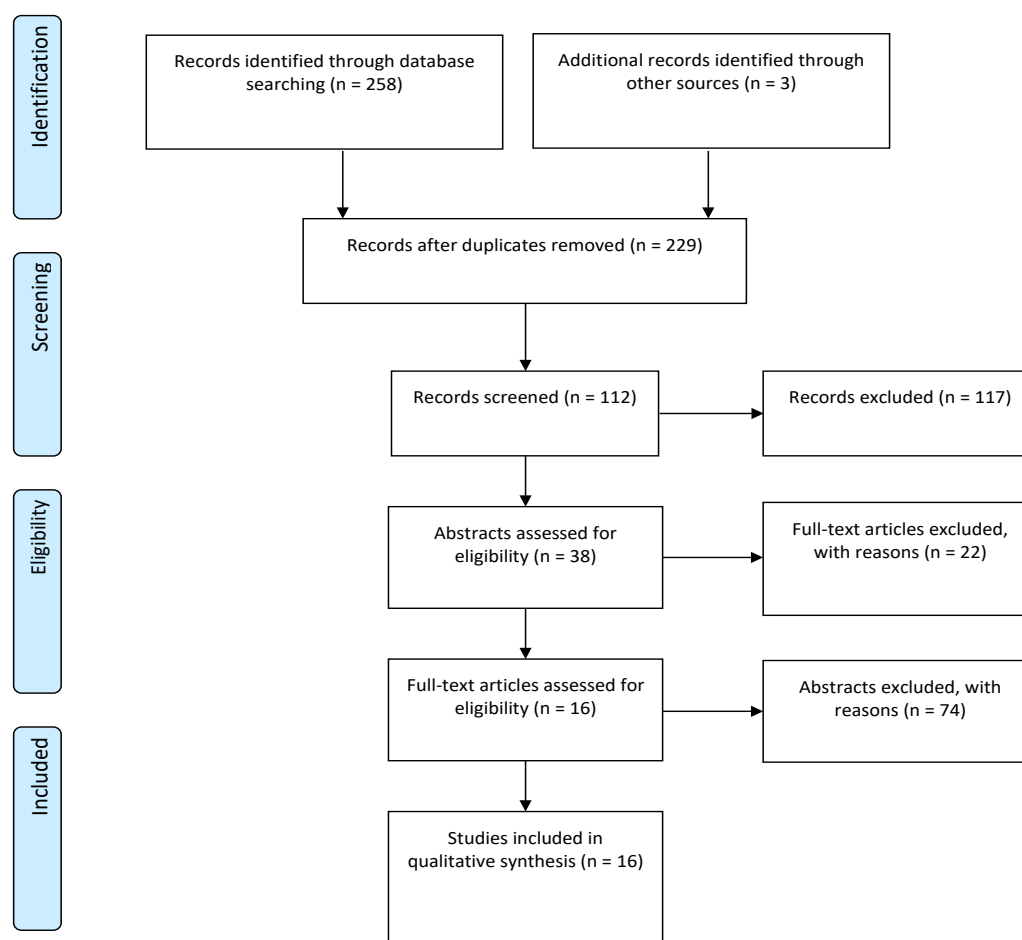 Identification
Records identified through database
searching (n = 258)
Additional records identified through
other sources (n = 3)
Screening
Records after duplicates removed (n = 229)
Records screened (n = 112)
Records excluded (n = 117)
Eligibility
Abstracts assessed for
eligibility (n = 38)
Full-text articles excluded,
with reasons (n = 22)
Full-text articles assessed for
eligibility (n = 16)
Abstracts excluded, with
reasons (n = 74)
Included
Studies included in
qualitative synthesis (n = 16)